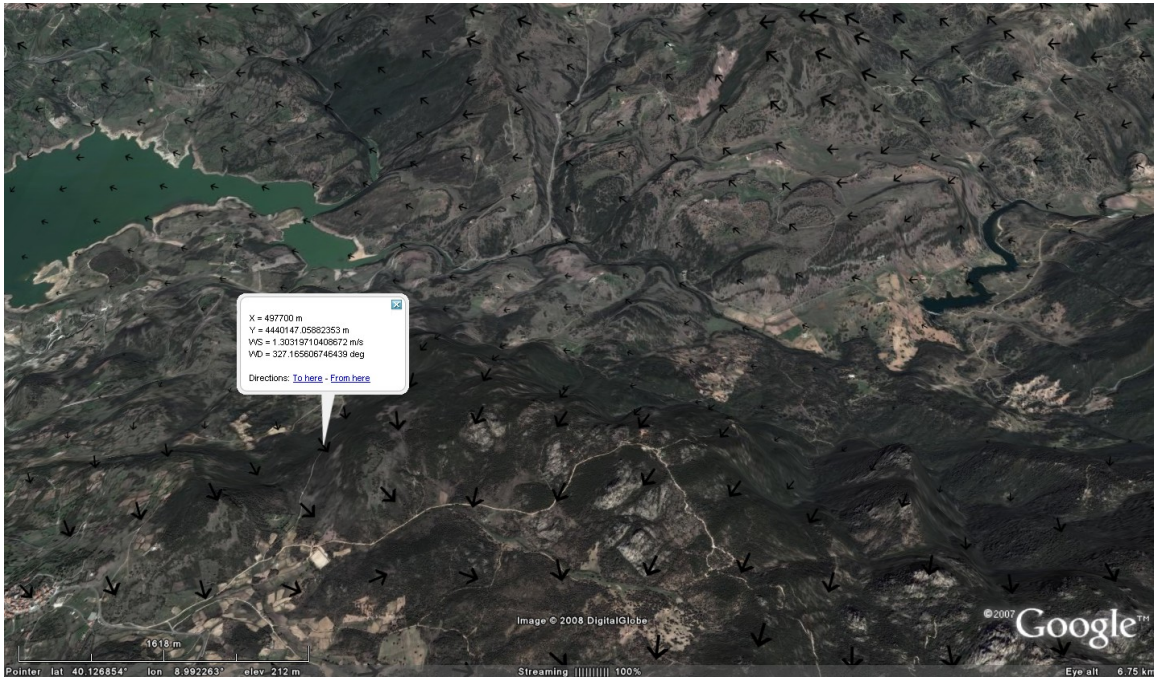 X = 497700 m
Y = 4440147.05882353 m
WS = 1.30319710408672 m/s
WD = 327.165606746439 deg
Directions: To here - From here
Image © 2008 DigitalGlobe
©2007 Google™
1618 m
Pointer lat 40.126854° lon 8.992263° elev 212 m Streaming |||||||||| 100% Eye alt 6.75 km